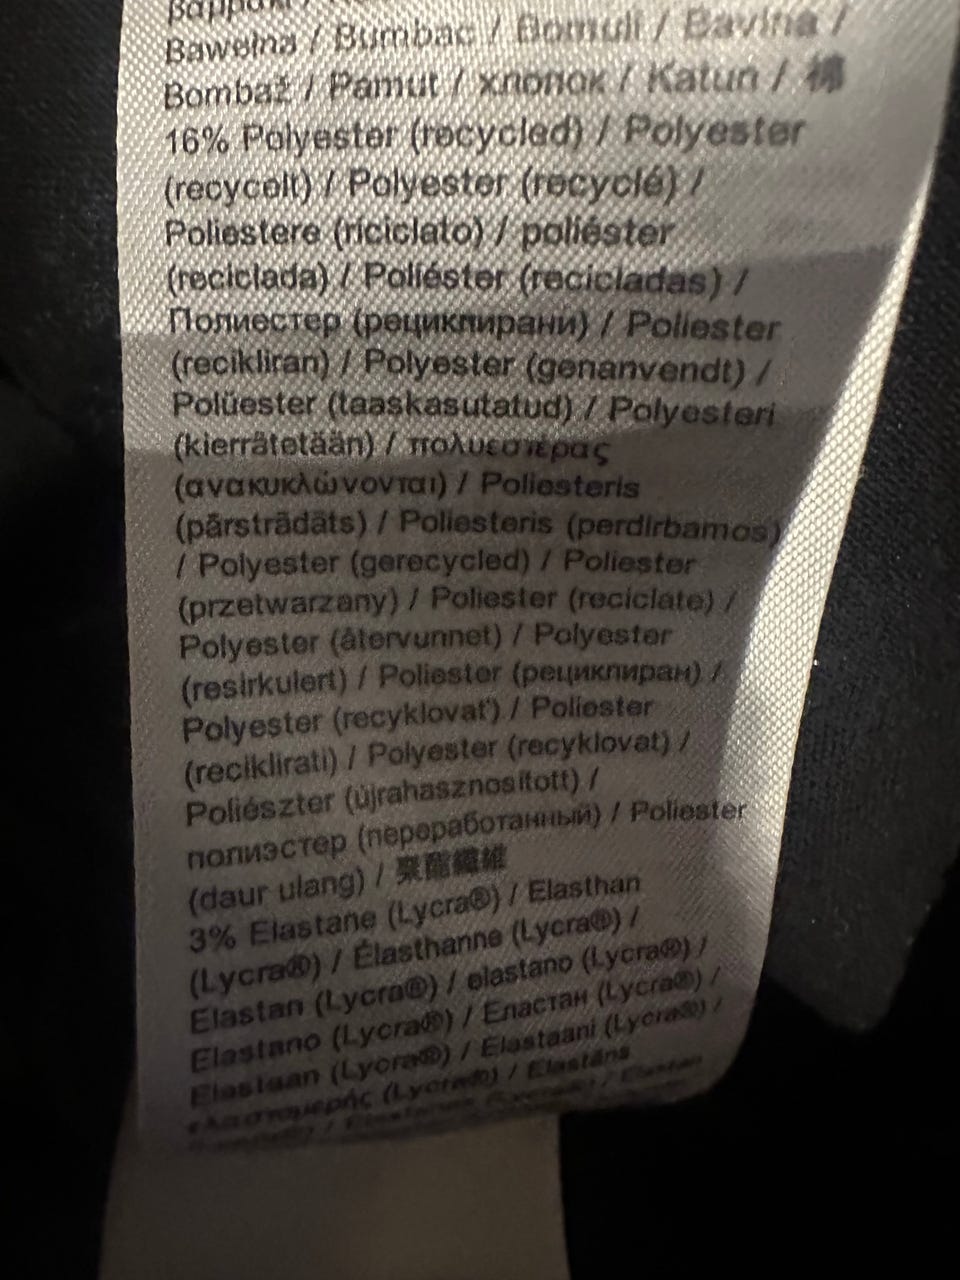 βαμβάκι /
Bawełna / Bumbac / Bomull / Bavlna /
Bombaž / Pamut / хлопок / Katun / 棉
16% Polyester (recycled) / Polyester
(recycelt) / Polyester (recyclé) /
Poliestere (riciclato) / poliéster
(reciclada) / Poliéster (recicladas) /
Полиестер (рециклирани) / Poliester
(recikliran) / Polyester (genanvendt) /
Polüester (taaskasutatud) / Polyesteri
(kierrätetään) / πολυεστέρας
(ανακυκλώνονται) / Poliesteris
(pārstrādāts) / Poliesteris (perdirbamos)
/ Polyester (gerecycled) / Poliester
(przetwarzany) / Poliester (reciclate) /
Polyester (återvunnet) / Polyester
(resirkulert) / Poliester (рециклиран) /
Polyester (recyklovať) / Poliester
(reciklirati) / Polyester (recyklovat) /
Poliészter (újrahasznosított) /
полиэстер (переработанный) / Poliester
(daur ulang) / 聚酯纖維
3% Elastane (Lycra®) / Elasthan
(Lycra®) / Élasthanne (Lycra®) /
Elastan (Lycra®) / elastano (Lycra®) /
Elastano (Lycra®) / Еластан (Lycra®) /
Elastaan (Lycra®) / Elastaani (Lycra®) /
ελαστομερής (Lycra®) / Elastāns